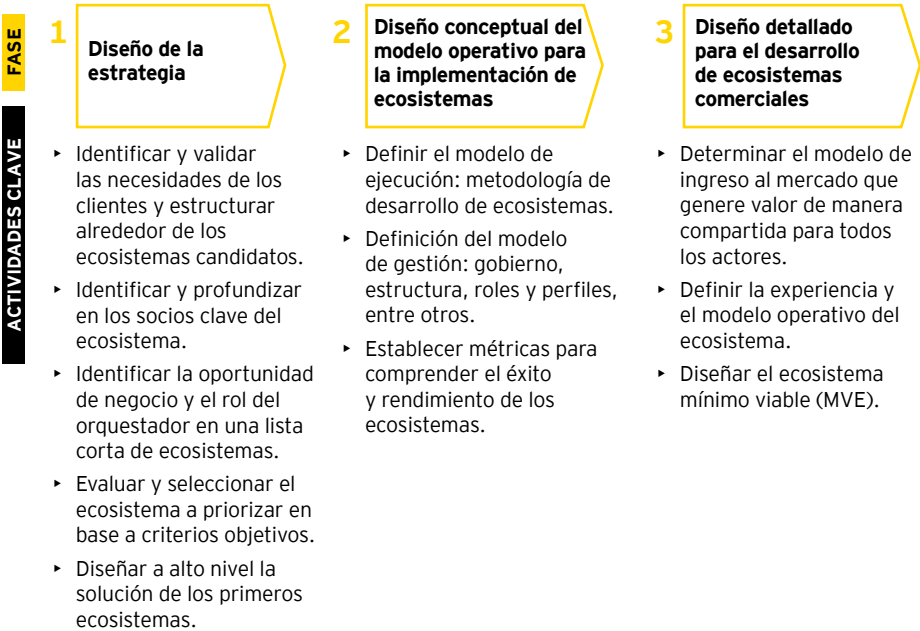 FASE
ACTIVIDADES CLAVE
1
Diseño de la
estrategia
▸ Identificar y validar
las necesidades de los
clientes y estructurar
alrededor de los
ecosistemas candidatos.
▸ Identificar y profundizar
en los socios clave del
ecosistema.
▸ Identificar la oportunidad
de negocio y el rol del
orquestador en una lista
corta de ecosistemas.
▸ Evaluar y seleccionar el
ecosistema a priorizar en
base a criterios objetivos.
▸ Diseñar a alto nivel la
solución de los primeros
ecosistemas.
2
Diseño conceptual del
modelo operativo para
la implementación de
ecosistemas
▸ Definir el modelo de
ejecución: metodología de
desarrollo de ecosistemas.
▸ Definición del modelo
de gestión: gobierno,
estructura, roles y perfiles,
entre otros.
▸ Establecer métricas para
comprender el éxito
y rendimiento de los
ecosistemas.
3
Diseño detallado
para el desarrollo
de ecosistemas
comerciales
▸ Determinar el modelo de
ingreso al mercado que
genere valor de manera
compartida para todos
los actores.
▸ Definir la experiencia y
el modelo operativo del
ecosistema.
▸ Diseñar el ecosistema
mínimo viable (MVE).